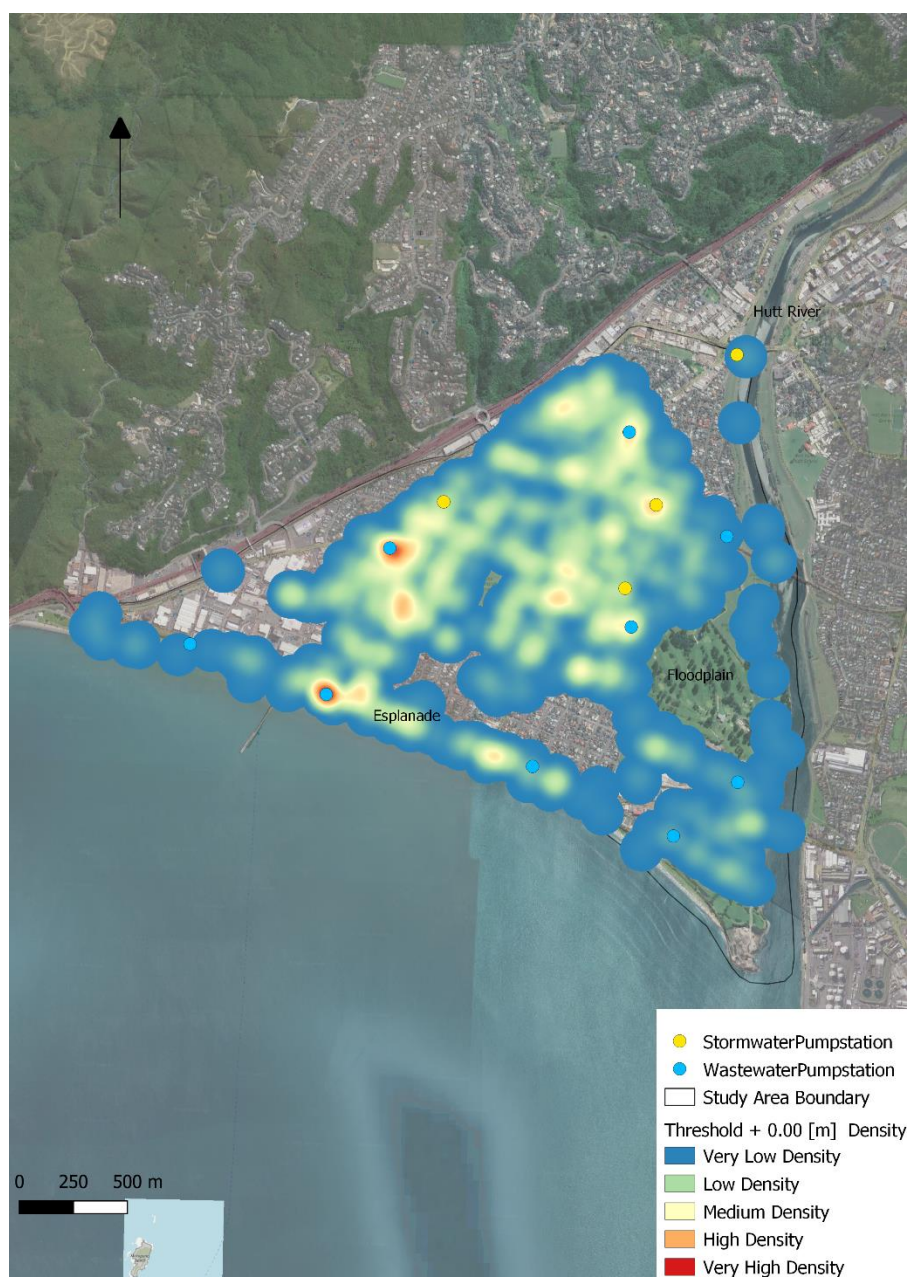 Hutt River
Floodplain
Esplanade
StormwaterPumpstation
WastewaterPumpstation
Study Area Boundary
Threshold + 0.00 [m] Density
Very Low Density
Low Density
Medium Density
High Density
Very High Density
0 250 500 m